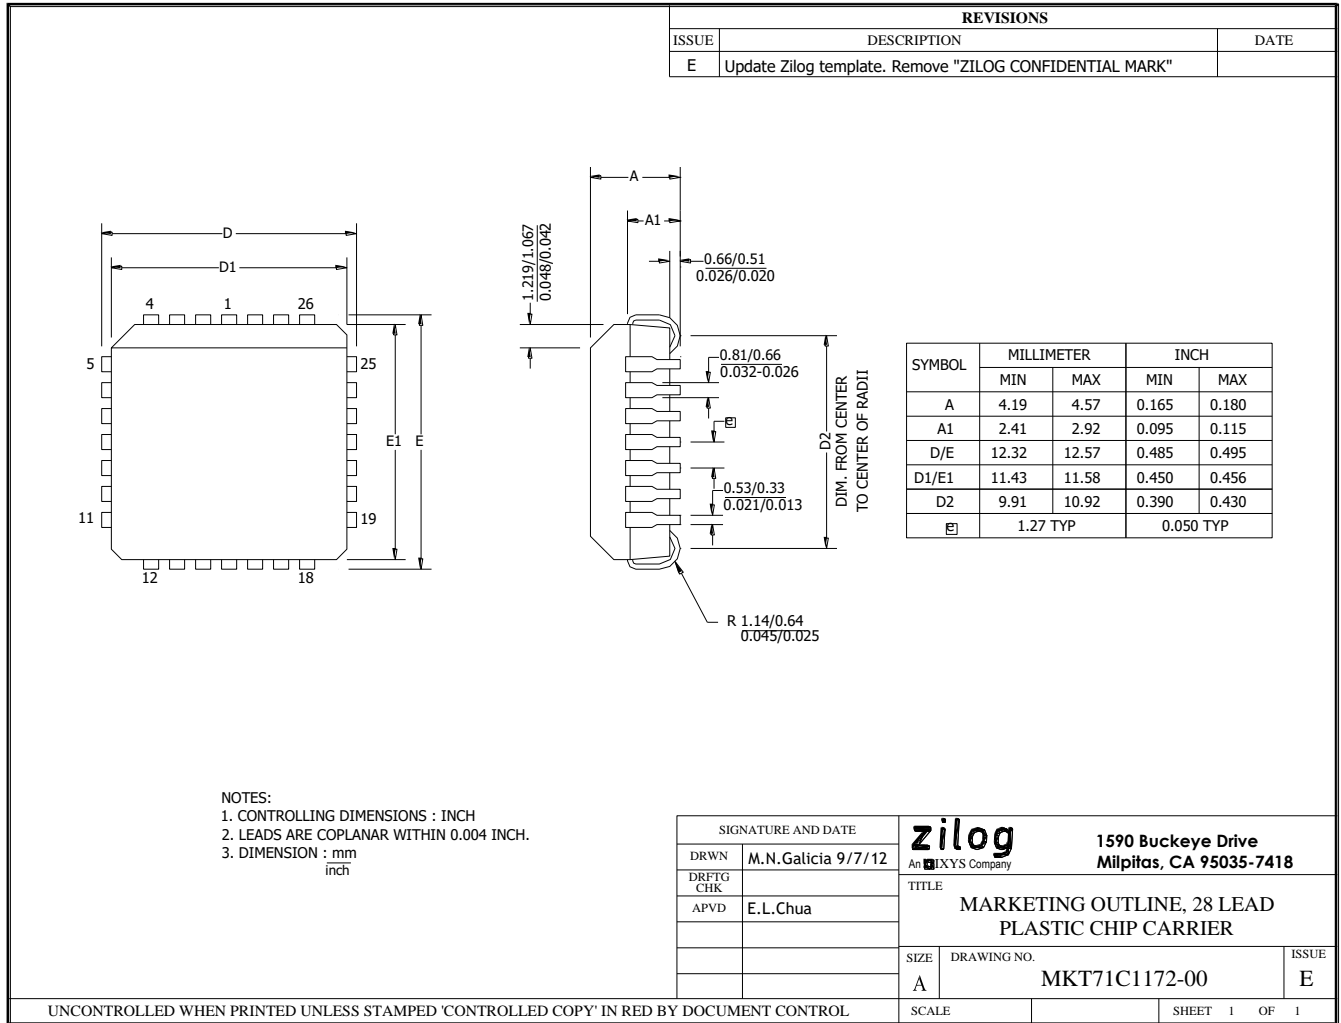 REVISIONS
ISSUE DESCRIPTION DATE
E Update Zilog template. Remove "ZILOG CONFIDENTIAL MARK"
D
D1
4 1 26
5 25
E1 E
11 19
12 18
A
A1
1.219/1.067
0.048/0.042
0.66/0.51
0.026/0.020
0.81/0.66
0.032-0.026
e
0.53/0.33
0.021/0.013
D2
DIM. FROM CENTER
TO CENTER OF RADII
R 1.14/0.64
0.045/0.025
SYMBOL MILLIMETER INCH
MIN MAX MIN MAX
A 4.19 4.57 0.165 0.180
A1 2.41 2.92 0.095 0.115
D/E 12.32 12.57 0.485 0.495
D1/E1 11.43 11.58 0.450 0.456
D2 9.91 10.92 0.390 0.430
e 1.27 TYP 0.050 TYP
NOTES:
1. CONTROLLING DIMENSIONS : INCH
2. LEADS ARE COPLANAR WITHIN 0.004 INCH.
3. DIMENSION : mm
inch
SIGNATURE AND DATE
DRWN M.N.Galicia 9/7/12
DRFTG
CHK
APVD E.L.Chua
zilog
An IXYS Company
1590 Buckeye Drive
Milpitas, CA 95035-7418
TITLE
MARKETING OUTLINE, 28 LEAD
PLASTIC CHIP CARRIER
SIZE DRAWING NO. ISSUE
A MKT71C1172-00 E
SCALE SHEET 1 OF 1
UNCONTROLLED WHEN PRINTED UNLESS STAMPED 'CONTROLLED COPY' IN RED BY DOCUMENT CONTROL